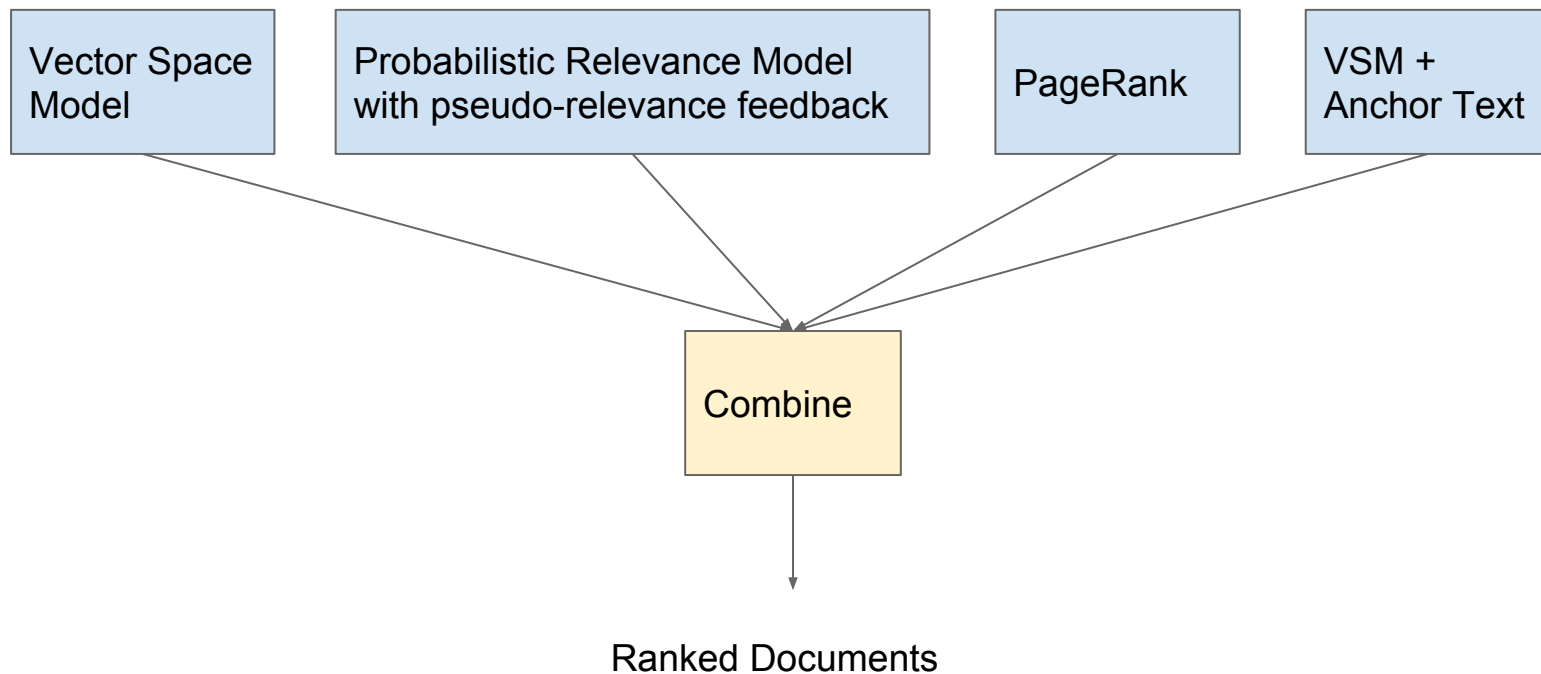 Vector Space
Model
Probabilistic Relevance Model
with pseudo-relevance feedback
PageRank
VSM +
Anchor Text
Combine
Ranked Documents